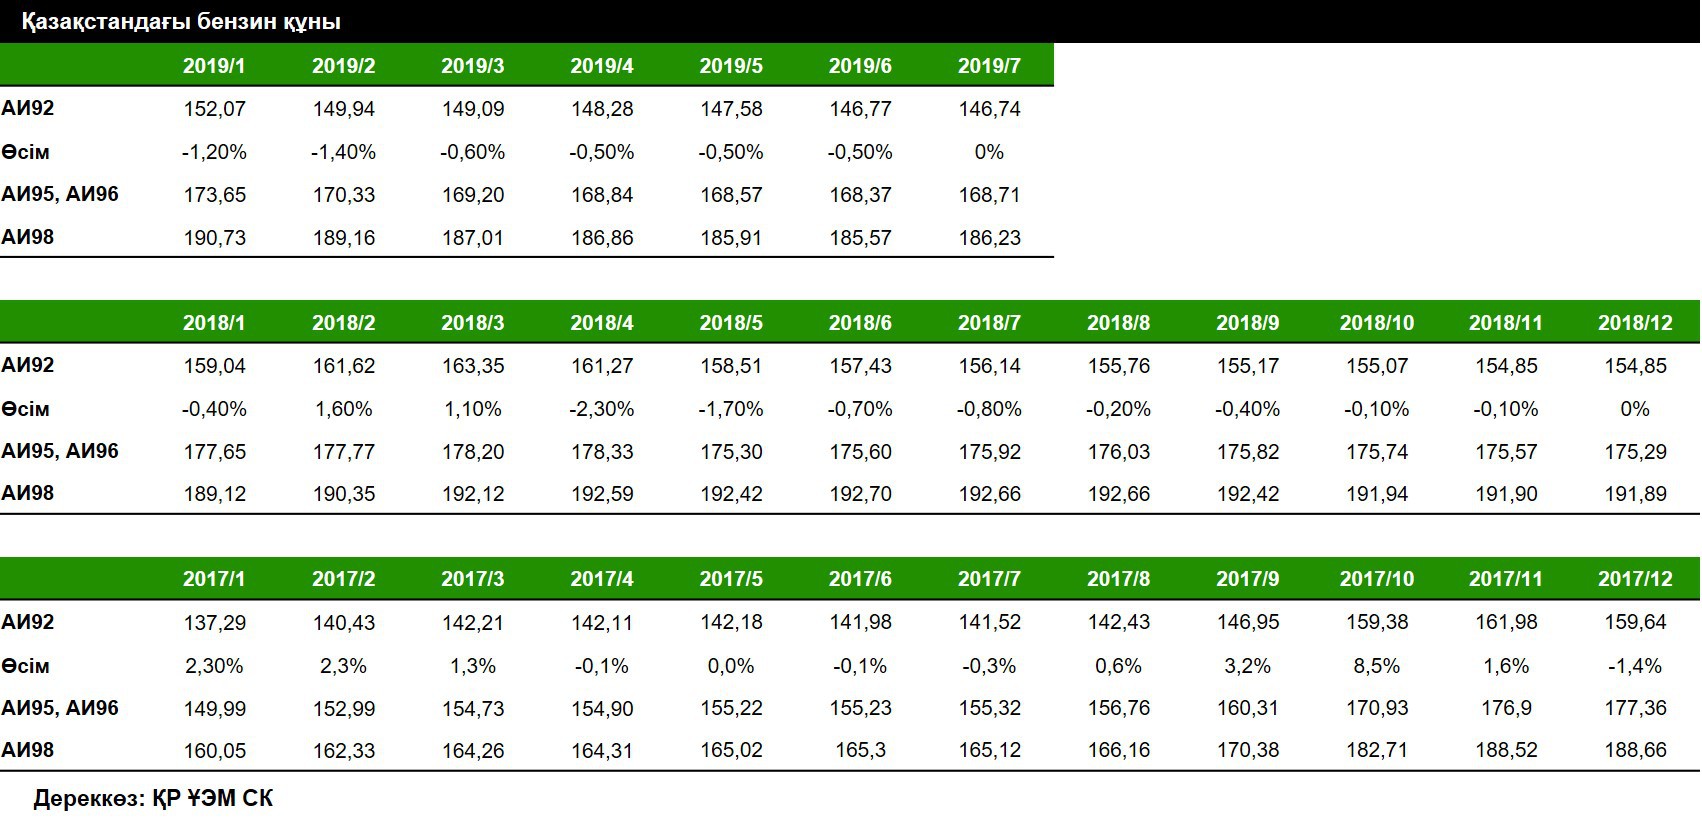 Қазақстандағы бензин құны
2019/1 2019/2 2019/3 2019/4 2019/5 2019/6 2019/7
АИ92 152,07 149,94 149,09 148,28 147,58 146,77 146,74
Өсім -1,20% -1,40% -0,60% -0,50% -0,50% -0,50% 0%
АИ95, АИ96 173,65 170,33 169,20 168,84 168,57 168,37 168,71
АИ98 190,73 189,16 187,01 186,86 185,91 185,57 186,23
2018/1 2018/2 2018/3 2018/4 2018/5 2018/6 2018/7 2018/8 2018/9 2018/10 2018/11 2018/12
АИ92 159,04 161,62 163,35 161,27 158,51 157,43 156,14 155,76 155,17 155,07 154,85 154,85
Өсім -0,40% 1,60% 1,10% -2,30% -1,70% -0,70% -0,80% -0,20% -0,40% -0,10% -0,10% 0%
АИ95, АИ96 177,65 177,77 178,20 178,33 175,30 175,60 175,92 176,03 175,82 175,74 175,57 175,29
АИ98 189,12 190,35 192,12 192,59 192,42 192,70 192,66 192,66 192,42 191,94 191,90 191,89
2017/1 2017/2 2017/3 2017/4 2017/5 2017/6 2017/7 2017/8 2017/9 2017/10 2017/11 2017/12
АИ92 137,29 140,43 142,21 142,11 142,18 141,98 141,52 142,43 146,95 159,38 161,98 159,64
Өсім 2,30% 2,3% 1,3% -0,1% 0,0% -0,1% -0,3% 0,6% 3,2% 8,5% 1,6% -1,4%
АИ95, АИ96 149,99 152,99 154,73 154,90 155,22 155,23 155,32 156,76 160,31 170,93 176,9 177,36
АИ98 160,05 162,33 164,26 164,31 165,02 165,3 165,12 166,16 170,38 182,71 188,52 188,66
Дереккөз: ҚР ҰЭМ СК